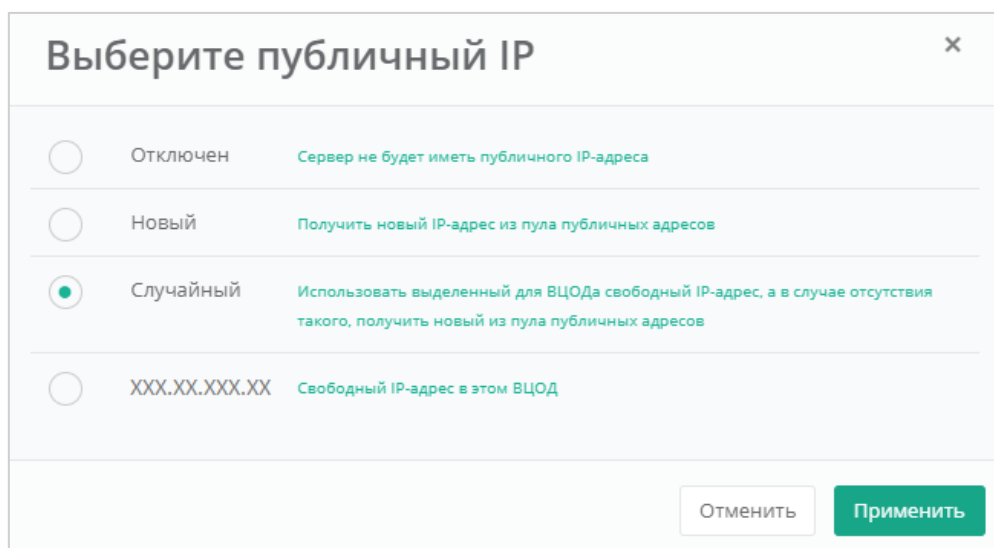 Выберите публичный IP
×
Отключен Сервер не будет иметь публичного IP-адреса
Новый Получить новый IP-адрес из пула публичных адресов
Случайный Использовать выделенный для ВЦОДа свободный IP-адрес, а в случае отсутствия
такого, получить новый из пула публичных адресов
XXX.XX.XXX.XX Свободный IP-адрес в этом ВЦОД
Отменить Применить